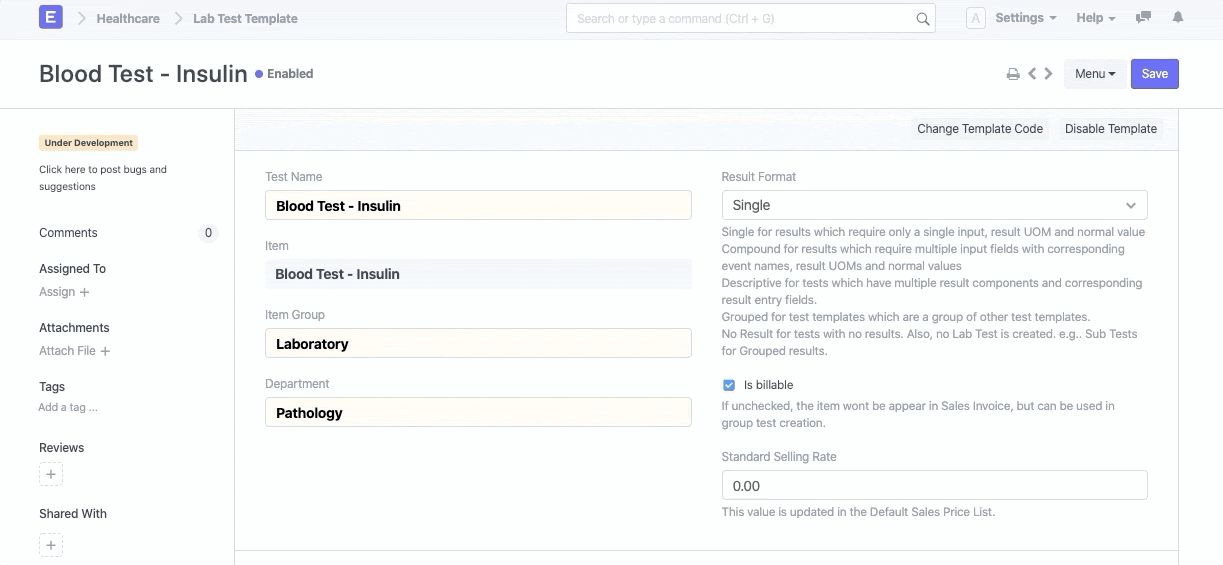 E Healthcare Lab Test Template Search or type a command (Ctrl + G) A Settings Help
Blood Test - Insulin Enabled Menu Save
Change Template Code Disable Template
Under Development
Click here to post bugs and
suggestions
Comments 0
Assigned To
Assign +
Attachments
Attach File +
Tags
Add a tag ...
Reviews
+
Shared With
+
Test Name
Blood Test - Insulin
Item
Blood Test - Insulin
Item Group
Laboratory
Department
Pathology
Result Format
Single
Single for results which require only a single input, result UOM and normal value
Compound for results which require multiple input fields with corresponding
event names, result UOMs and normal values
Descriptive for tests which have multiple result components and corresponding
result entry fields.
Grouped for test templates which are a group of other test templates.
No Result for tests with no results. Also, no Lab Test is created. e.g.. Sub Tests
for Grouped results.
Is billable
If unchecked, the item wont be appear in Sales Invoice, but can be used in
group test creation.
Standard Selling Rate
0.00
This value is updated in the Default Sales Price List.